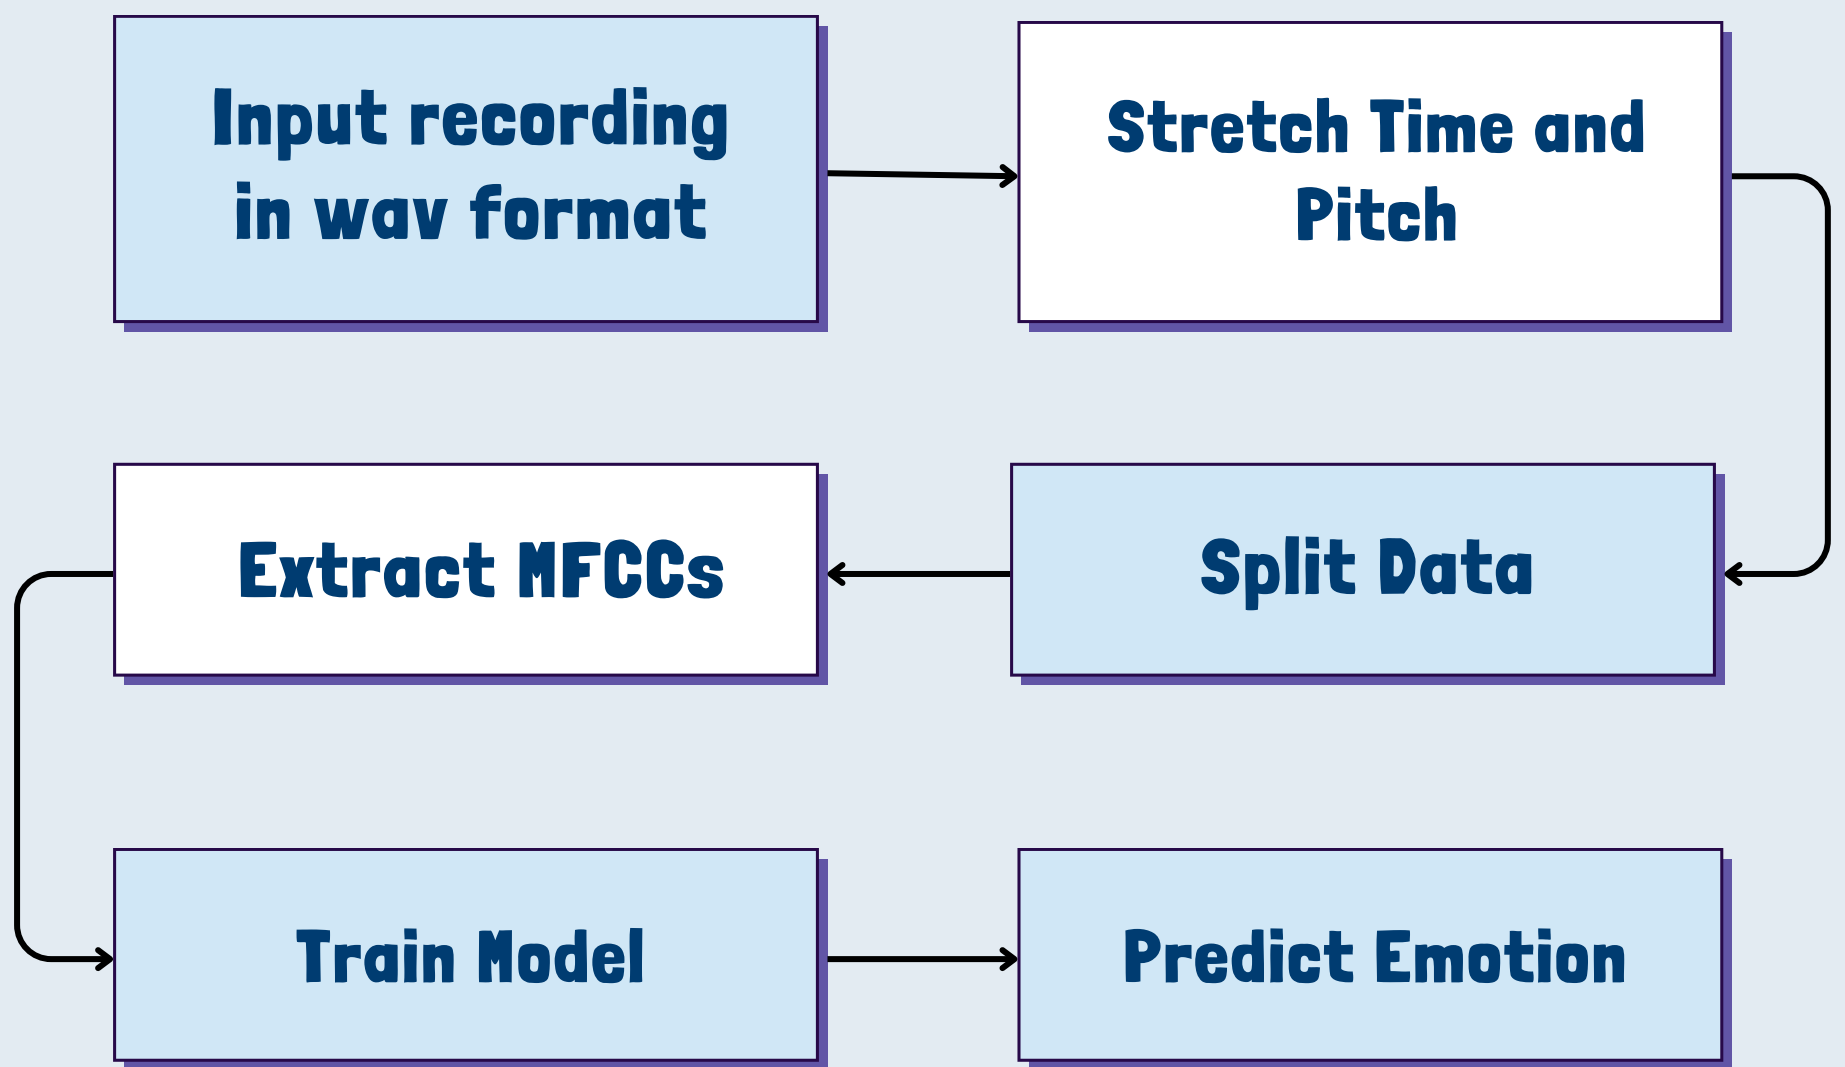 Input recording
in wav format
Stretch Time and
Pitch
Split Data
Extract MFCCs
Train Model
Predict Emotion